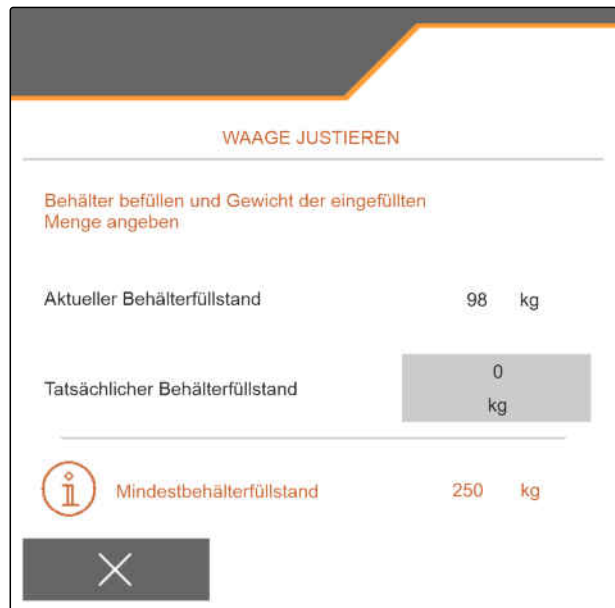 WAAGE JUSTIEREN
Behälter befüllen und Gewicht der eingefüllten
Menge angeben
Aktueller Behälterfüllstand 98 kg
Tatsächlicher Behälterfüllstand 0 kg
Mindestbehälterfüllstand 250 kg